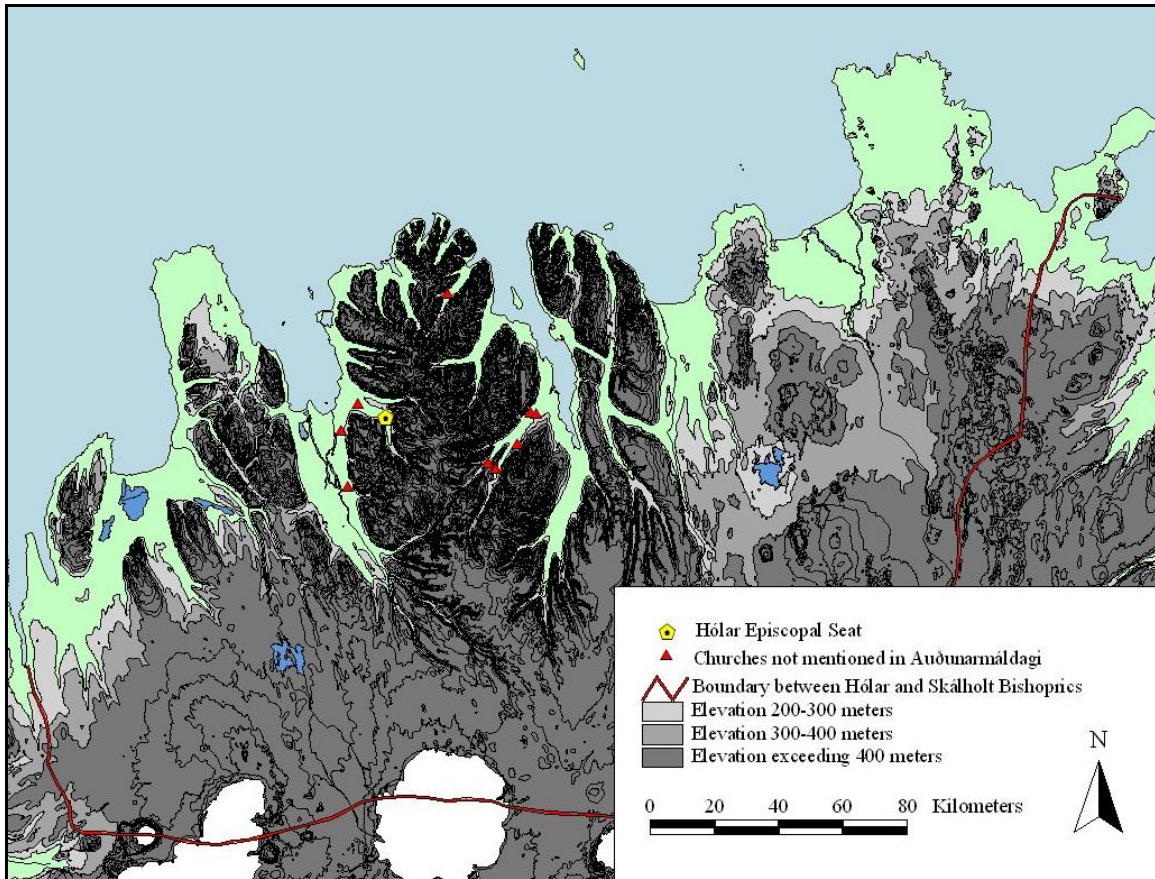 Hólar Episcopal Seat
Churches not mentioned in Auðunarmáldagi
Boundary between Hólar and Skálholt Bishoprics
Elevation 200-300 meters
Elevation 300-400 meters
Elevation exceeding 400 meters
N
0 20 40 60 80 Kilometers